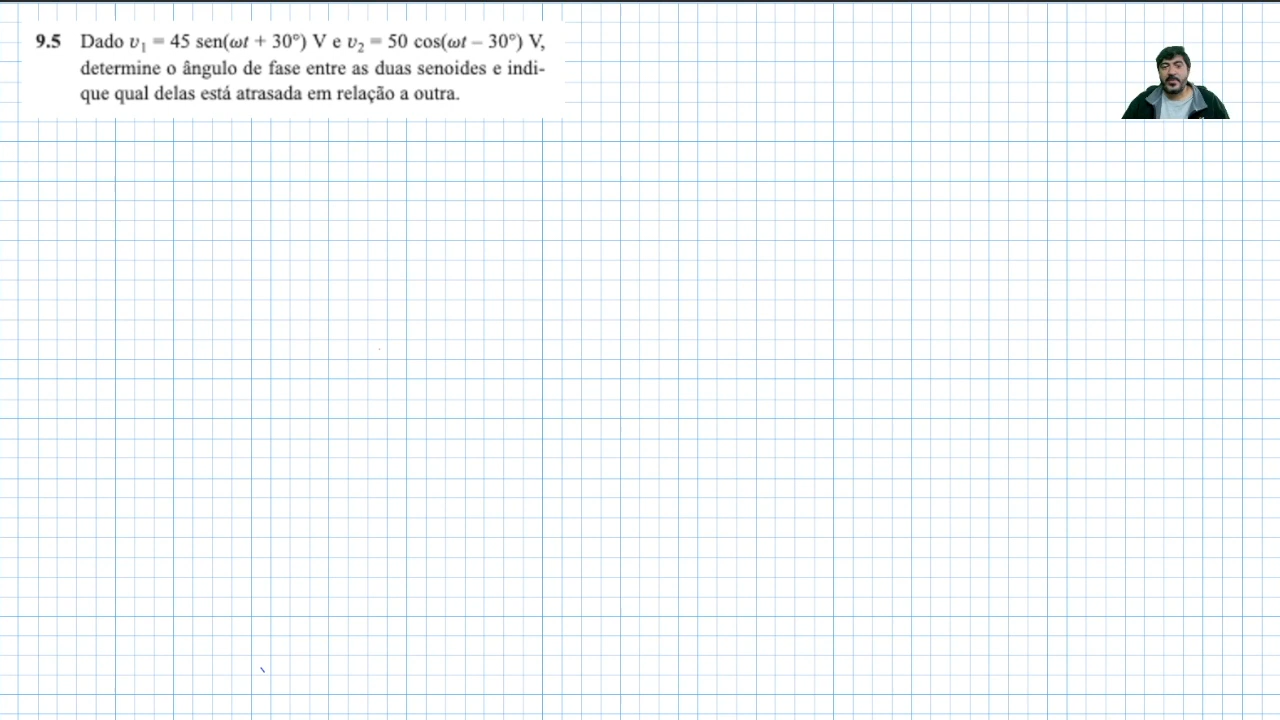 9.5 Dado v₁ = 45 sen(ωt + 30°) V e v₂ = 50 cos(ωt – 30°) V,
determine o ângulo de fase entre as duas senoides e indi-
que qual delas está atrasada em relação a outra.